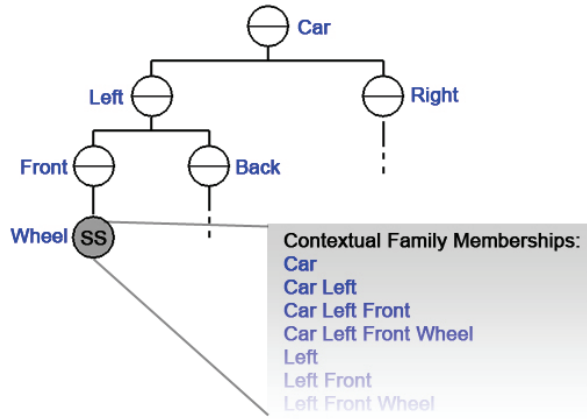 Car
Left
Right
Front
Back
Wheel
SS
Contextual Family Memberships:
Car
Car Left
Car Left Front
Car Left Front Wheel
Left
Left Front
Left Front Wheel